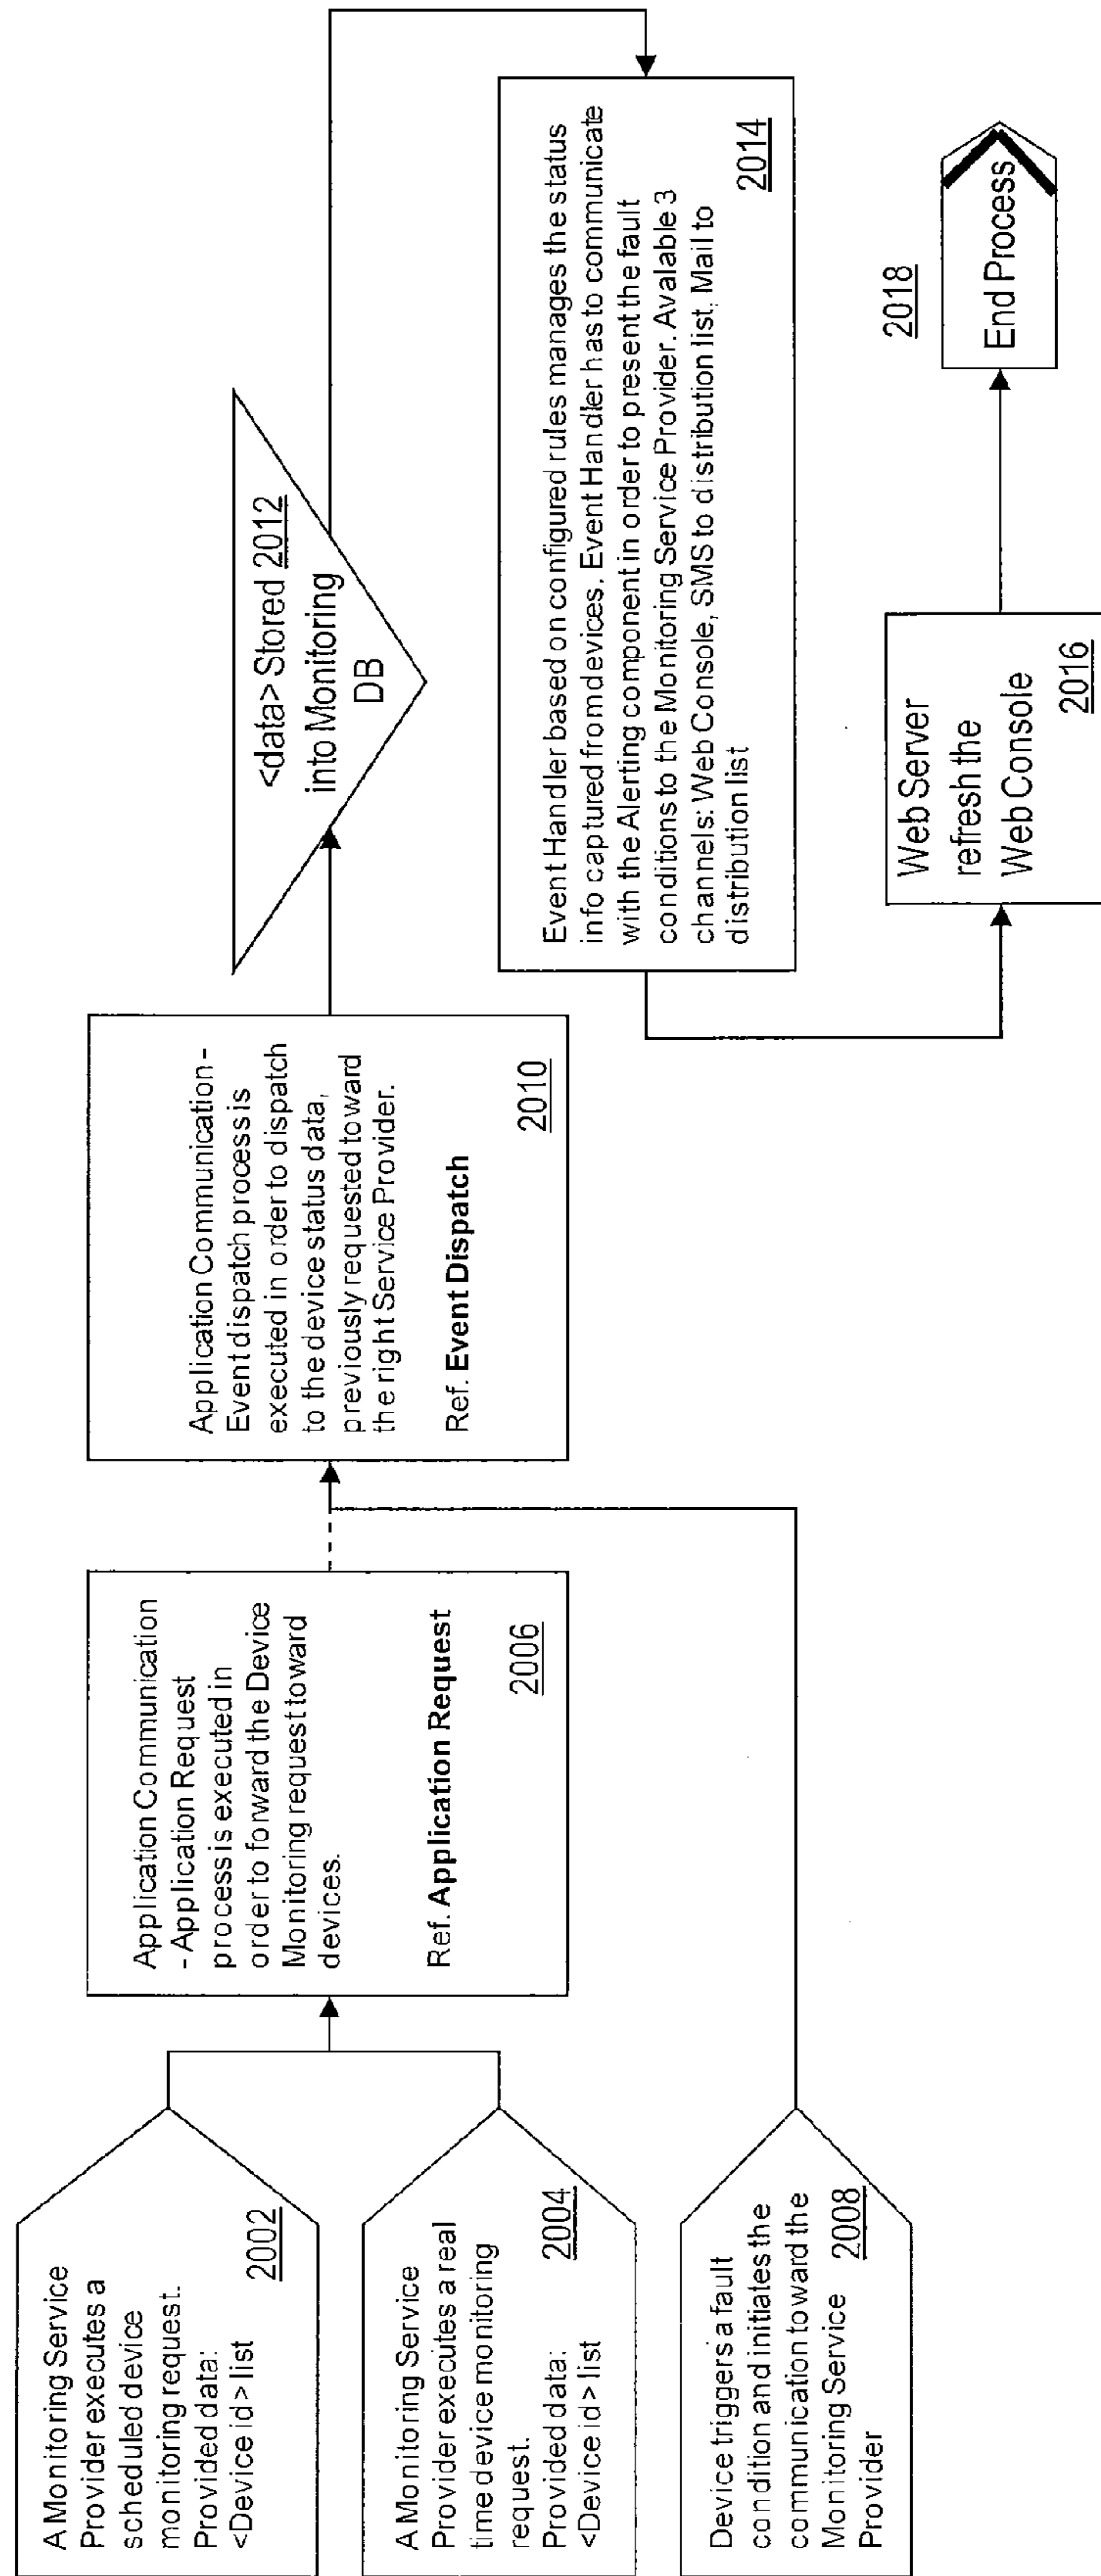 A Monitoring Service
Provider executes a
scheduled device
monitoring request.
Provided data:
<Device id> list
2002
A Monitoring Service
Provider executes a real
time device monitoring
request.
Provided data:
<Device id> list
2004
Device triggers a fault
condition and initiates the
communication toward the
Monitoring Service
Provider
2008
Application Communication
- Application Request
process is executed in
order to forward the Device
Monitoring request toward
devices.
Ref. Application Request
2006
Application Communication -
Event dispatch process is
executed in order to dispatch
to the device status data,
previously requested toward
the right Service Provider.
Ref. Event Dispatch
2010
<data> Stored 2012
into Monitoring
DB
Event Handler based on configured rules manages the status
info captured from devices. Event Handler has to communicate
with the Alerting component in order to present the fault
conditions to the Monitoring Service Provider. Avalable 3
channels: Web Console, SMS to distribution list, Mail to
distribution list
2014
Web Server
refresh the
Web Console
2016
2018
End Process